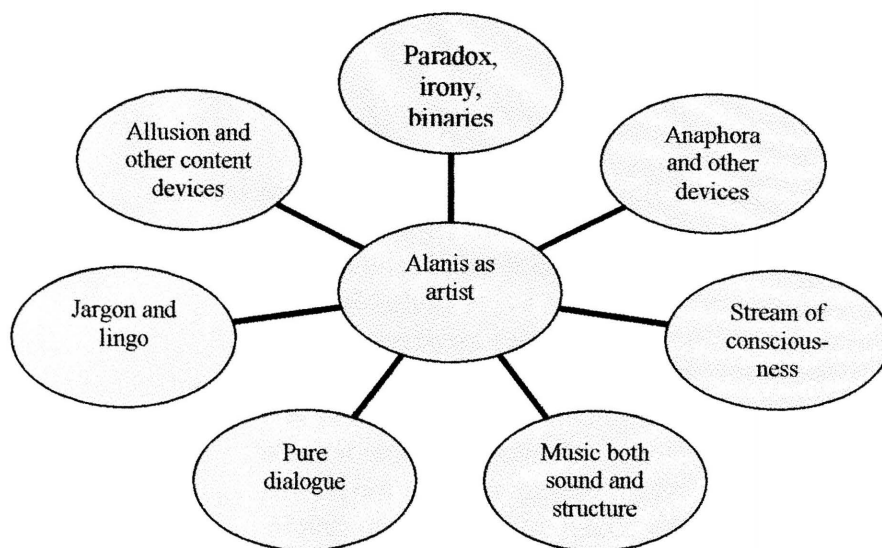 Paradox,
irony,
binaries
Allusion and
other content
devices
Anaphora
and other
devices
Alanis as
artist
Jargon and
lingo
Stream of
conscious-
ness
Pure
dialogue
Music both
sound and
structure